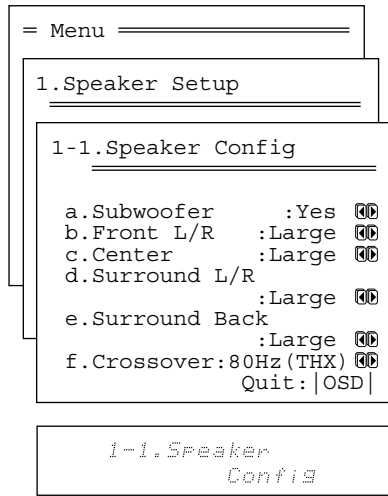 = Menu
1.Speaker Setup
1-1.Speaker Config
a.Subwoofer :Yes
b.Front L/R :Large
c.Center :Large
d.Surround L/R
:Large
e.Surround Back
:Large
f.Crossover:80Hz(THX)
Quit:|OSD|
1-1.Speaker
Config